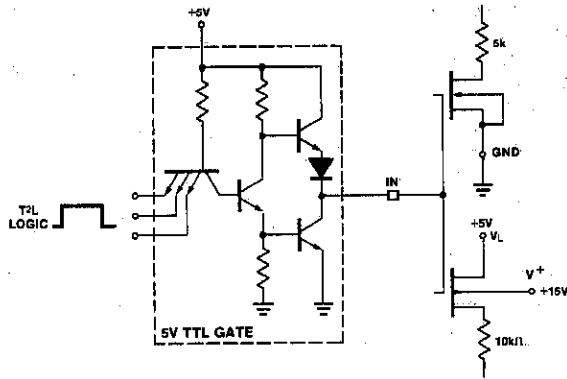 +5V
5k
GND
T²L
LOGIC
IN
+5V
VL
V+
+15V
10kΩ
5V TTL GATE